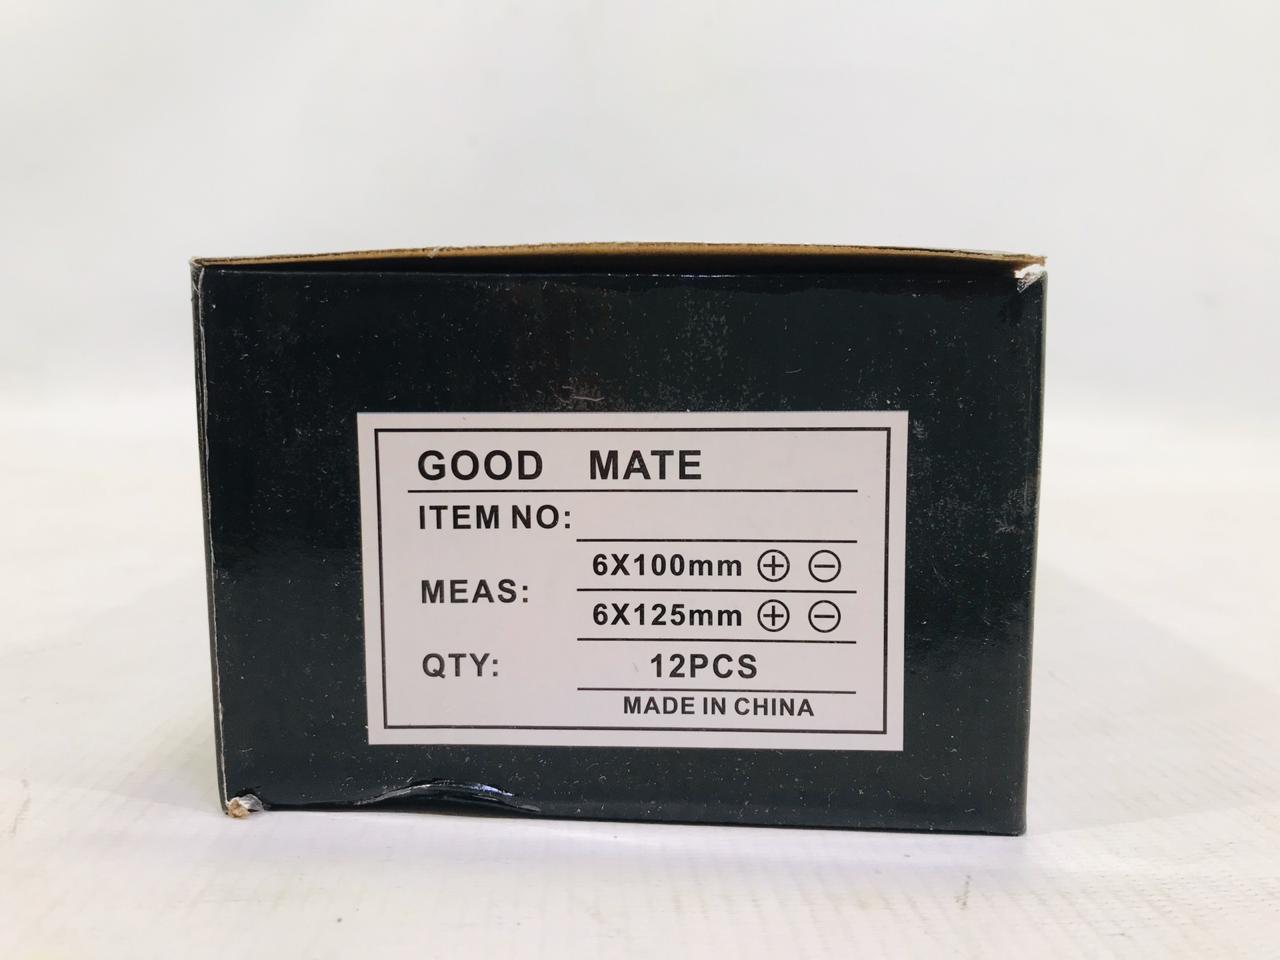 GOOD MATE
ITEM NO:
MEAS: 6X100mm ⊕ ⊖
6X125mm ⊕ ⊖
QTY: 12PCS
MADE IN CHINA